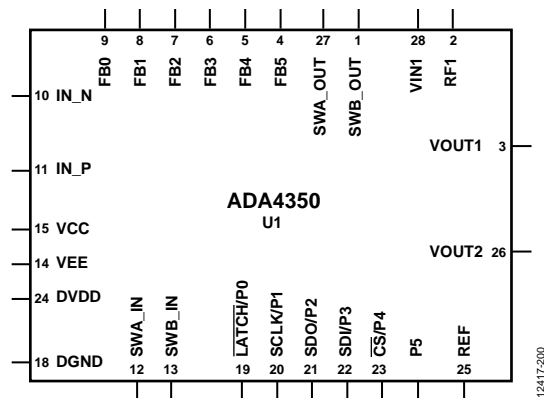 9 8 7 6 5 4 27 1 28 2
FB0 FB1 FB2 FB3 FB4 FB5 SWA_OUT SWB_OUT VIN1 RF1
10 IN_N
VOUT1 3
11 IN_P
ADA4350
U1
15 VCC
VOUT2 26
14 VEE
24 DVDD
18 DGND
SWA_IN SWB_IN LATCH/P0 SCLK/P1 SDO/P2 SDI/P3 CS/P4 P5 REF
12 13 19 20 21 22 23 25
12417-200